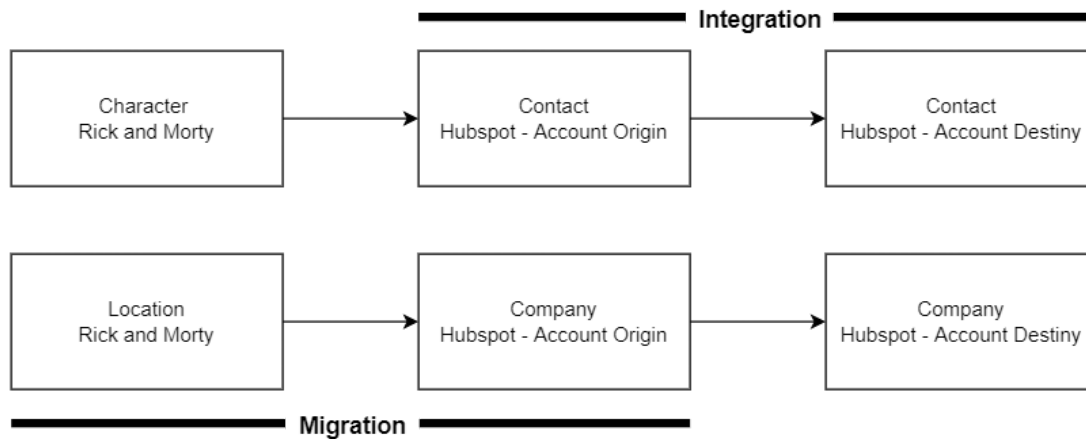 Integration
Character
Rick and Morty
Contact
Hubspot - Account Origin
Contact
Hubspot - Account Destiny
Location
Rick and Morty
Company
Hubspot - Account Origin
Company
Hubspot - Account Destiny
Migration